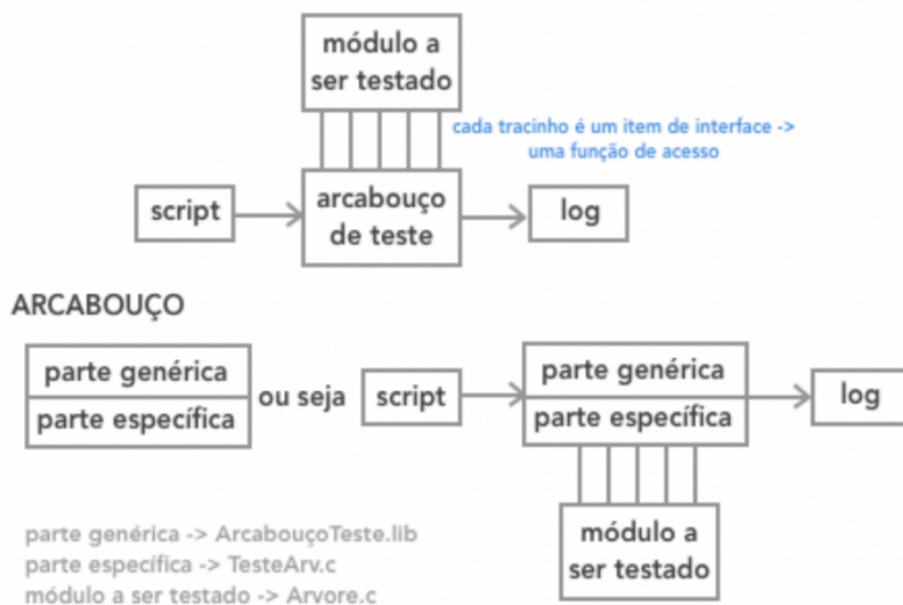 módulo a
ser testado
cada tracinho é um item de interface ->
uma função de acesso
script
arcabouço
de teste
log
ARCABOUÇO
parte genérica
parte específica
ou seja
script
parte genérica
parte específica
log
módulo a
ser testado
parte genérica -> ArcabouçoTeste.lib
parte específica -> TesteArv.c
módulo a ser testado -> Arvore.c